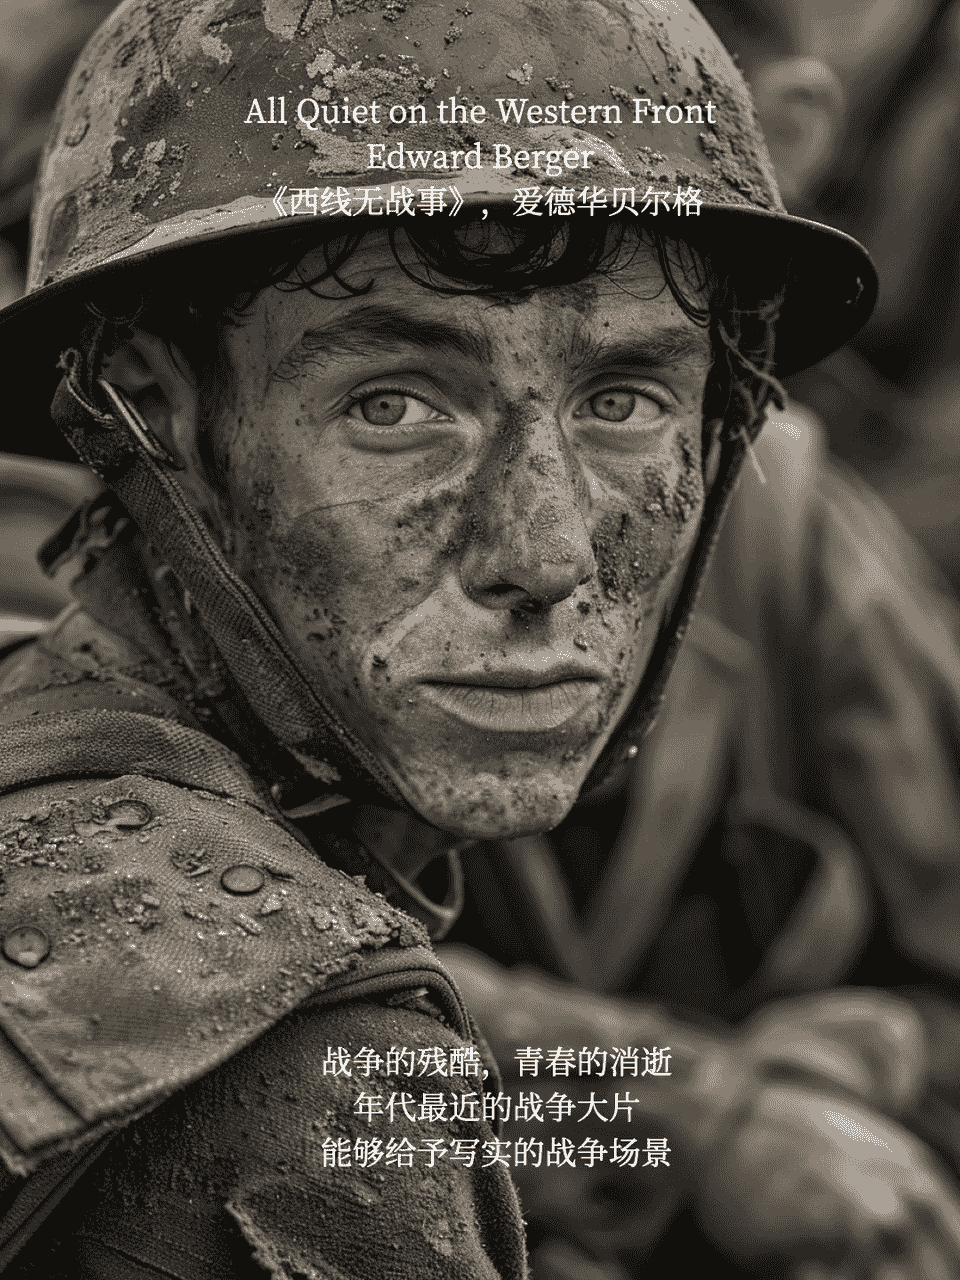 All Quiet on the Western Front
Edward Berger
《西线无战事》，爱德华贝尔格
战争的残酷，青春的消逝
年代最近的战争大片
能够给予写实的战争场景